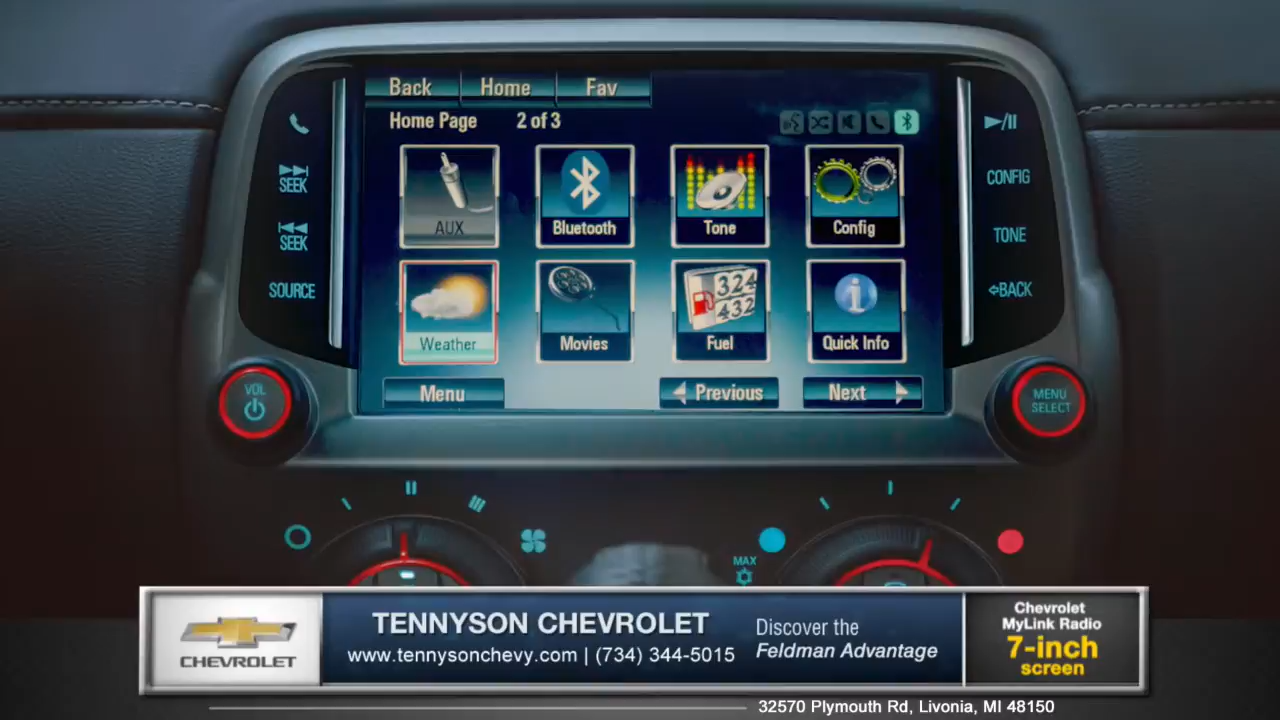 Back Home Fav
Home Page 2 of 3
SEEK
SEEK
SOURCE
AUX Bluetooth Tone Config
Weather Movies Fuel Quick Info
324
432
Menu Previous Next
CONFIG
TONE
BACK
VOL
MENU
SELECT
MAX
CHEVROLET
TENNYSON CHEVROLET
www.tennysonchevy.com | (734) 344-5015
Discover the
Feldman Advantage
Chevrolet
MyLink Radio
7-inch
screen
32570 Plymouth Rd, Livonia, MI 48150